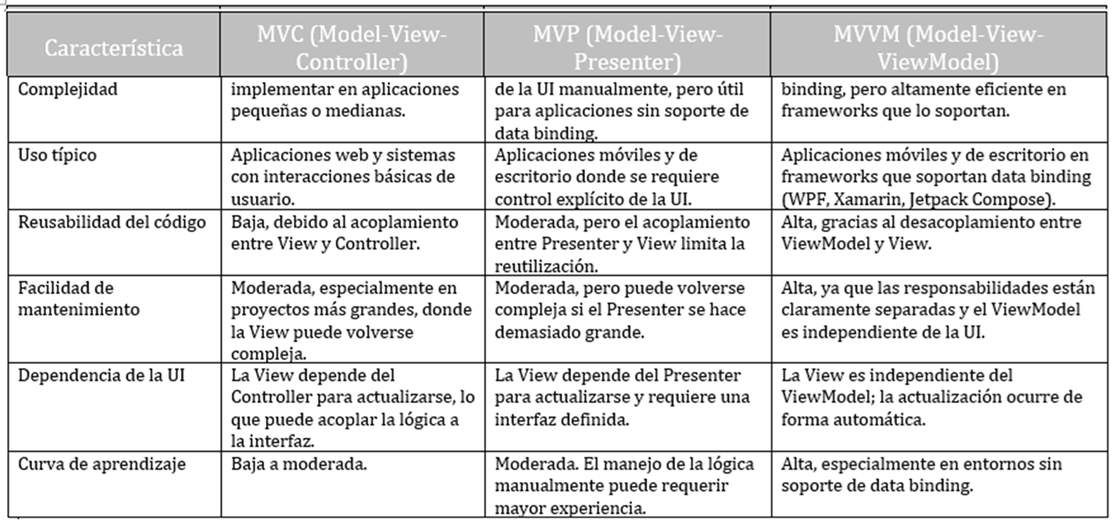 Característica
MVC (Model-View-
Controller)
MVP (Model-View-
Presenter)
MVVM (Model-View-
ViewModel)
Complejidad
implementar en aplicaciones
pequeñas o medianas.
de la UI manualmente, pero útil
para aplicaciones sin soporte de
data binding.
binding, pero altamente eficiente en
frameworks que lo soportan.
Uso típico
Aplicaciones web y sistemas
con interacciones básicas de
usuario.
Aplicaciones móviles y de
escritorio donde se requiere
control explícito de la UI.
Aplicaciones móviles y de escritorio en
frameworks que soportan data binding
(WPF, Xamarin, Jetpack Compose).
Reusabilidad del código
Baja, debido al acoplamiento
entre View y Controller.
Moderada, pero el acoplamiento
entre Presenter y View limita la
reutilización.
Alta, gracias al desacoplamiento entre
ViewModel y View.
Facilidad de
mantenimiento
Moderada, especialmente en
proyectos más grandes, donde
la View puede volverse
compleja.
Moderada, pero puede volverse
compleja si el Presenter se hace
demasiado grande.
Alta, ya que las responsabilidades están
claramente separadas y el ViewModel
es independiente de la UI.
Dependencia de la UI
La View depende del
Controller para actualizarse, lo
que puede acoplar la lógica a
la interfaz.
La View depende del Presenter
para actualizarse y requiere una
interfaz definida.
La View es independiente del
ViewModel; la actualización ocurre de
forma automática.
Curva de aprendizaje
Baja a moderada.
Moderada. El manejo de la lógica
manualmente puede requerir
mayor experiencia.
Alta, especialmente en entornos sin
soporte de data binding.